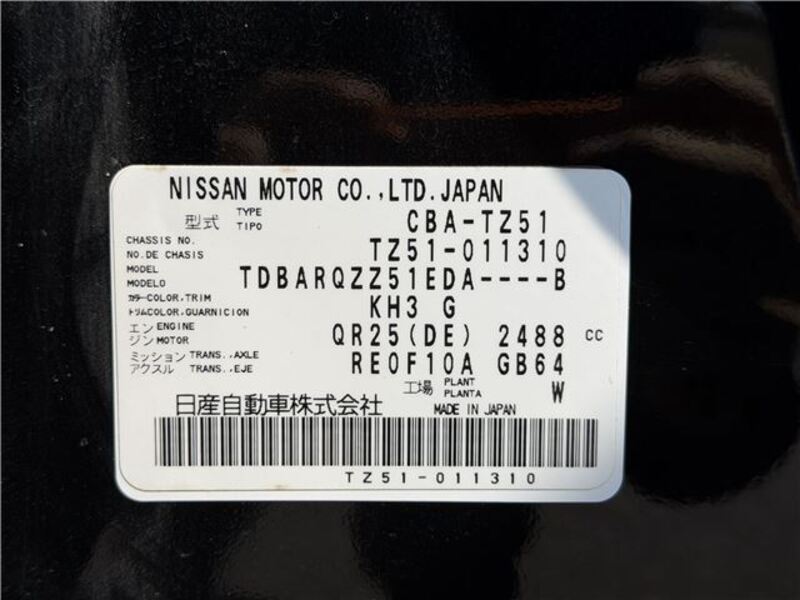 NISSAN MOTOR CO.,LTD.JAPAN
型式 TYPE TIPO CBA-TZ51
CHASSIS NO. NO.DE CHASIS TZ51-011310
MODEL MODELO TDBARQZZ51EDA----B
カラー COLOR,TRIM トリム COLOR,GUARNICION KH3 G
エンジン ENGINE MOTOR QR25(DE) 2488 cc
ミッション アクスル TRANS.,AXLE TRANS.,EJE RE0F10A GB64
工場 PLANT PLANTA W
日産自動車株式会社 MADE IN JAPAN
TZ51-011310